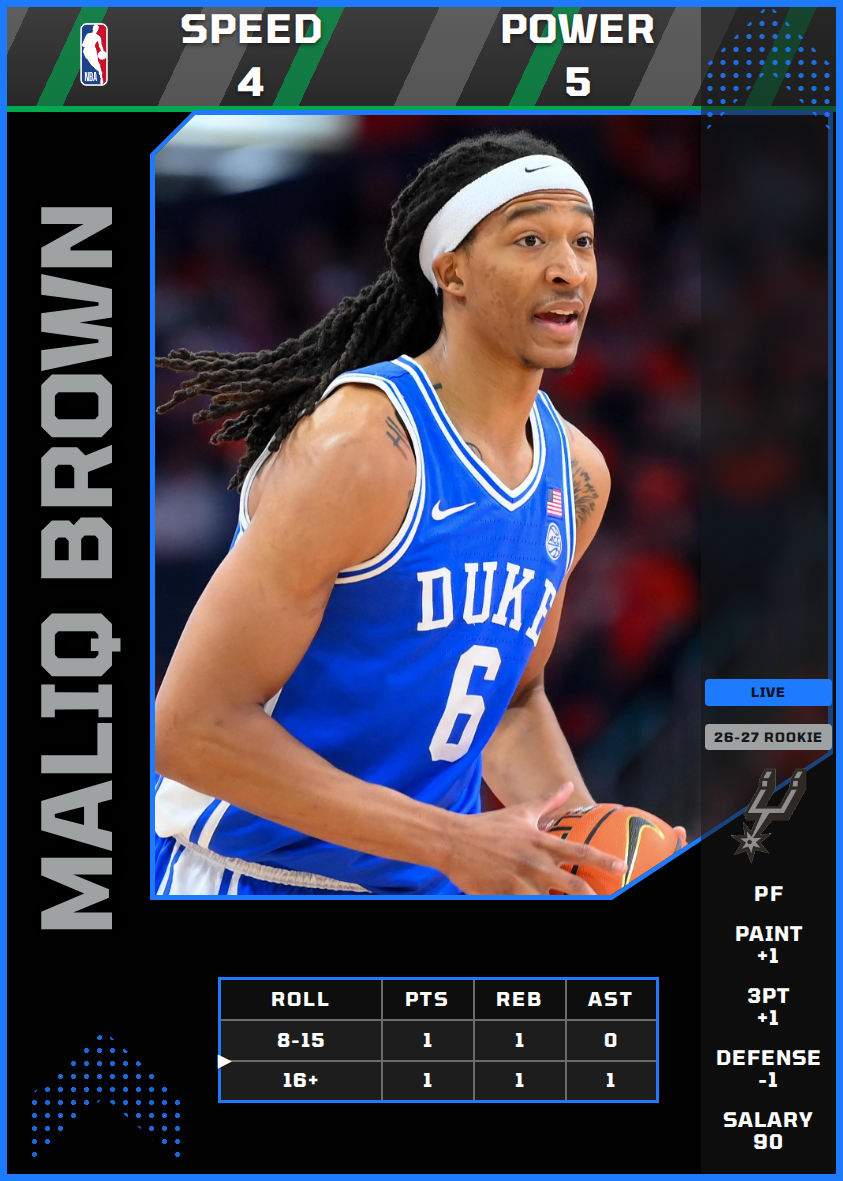 SPEED
4
POWER
5
NBA
MALIQ BROWN
DUKE
6
LIVE
26-27 ROOKIE
PF
PAINT
+1
3PT
+1
DEFENSE
-1
SALARY
90
ROLL PTS REB AST
8-15 1 1 0
16+ 1 1 1